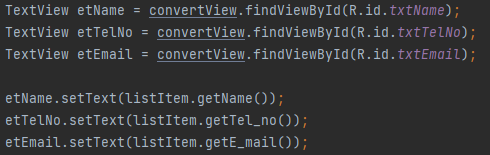 TextView etName = convertView.findViewById(R.id.txtName);
TextView etTelNo = convertView.findViewById(R.id.txtTelNo);
TextView etEmail = convertView.findViewById(R.id.txtEmail);
etName.setText(listItem.getName());
etTelNo.setText(listItem.getTel_no());
etEmail.setText(listItem.getE_mail());